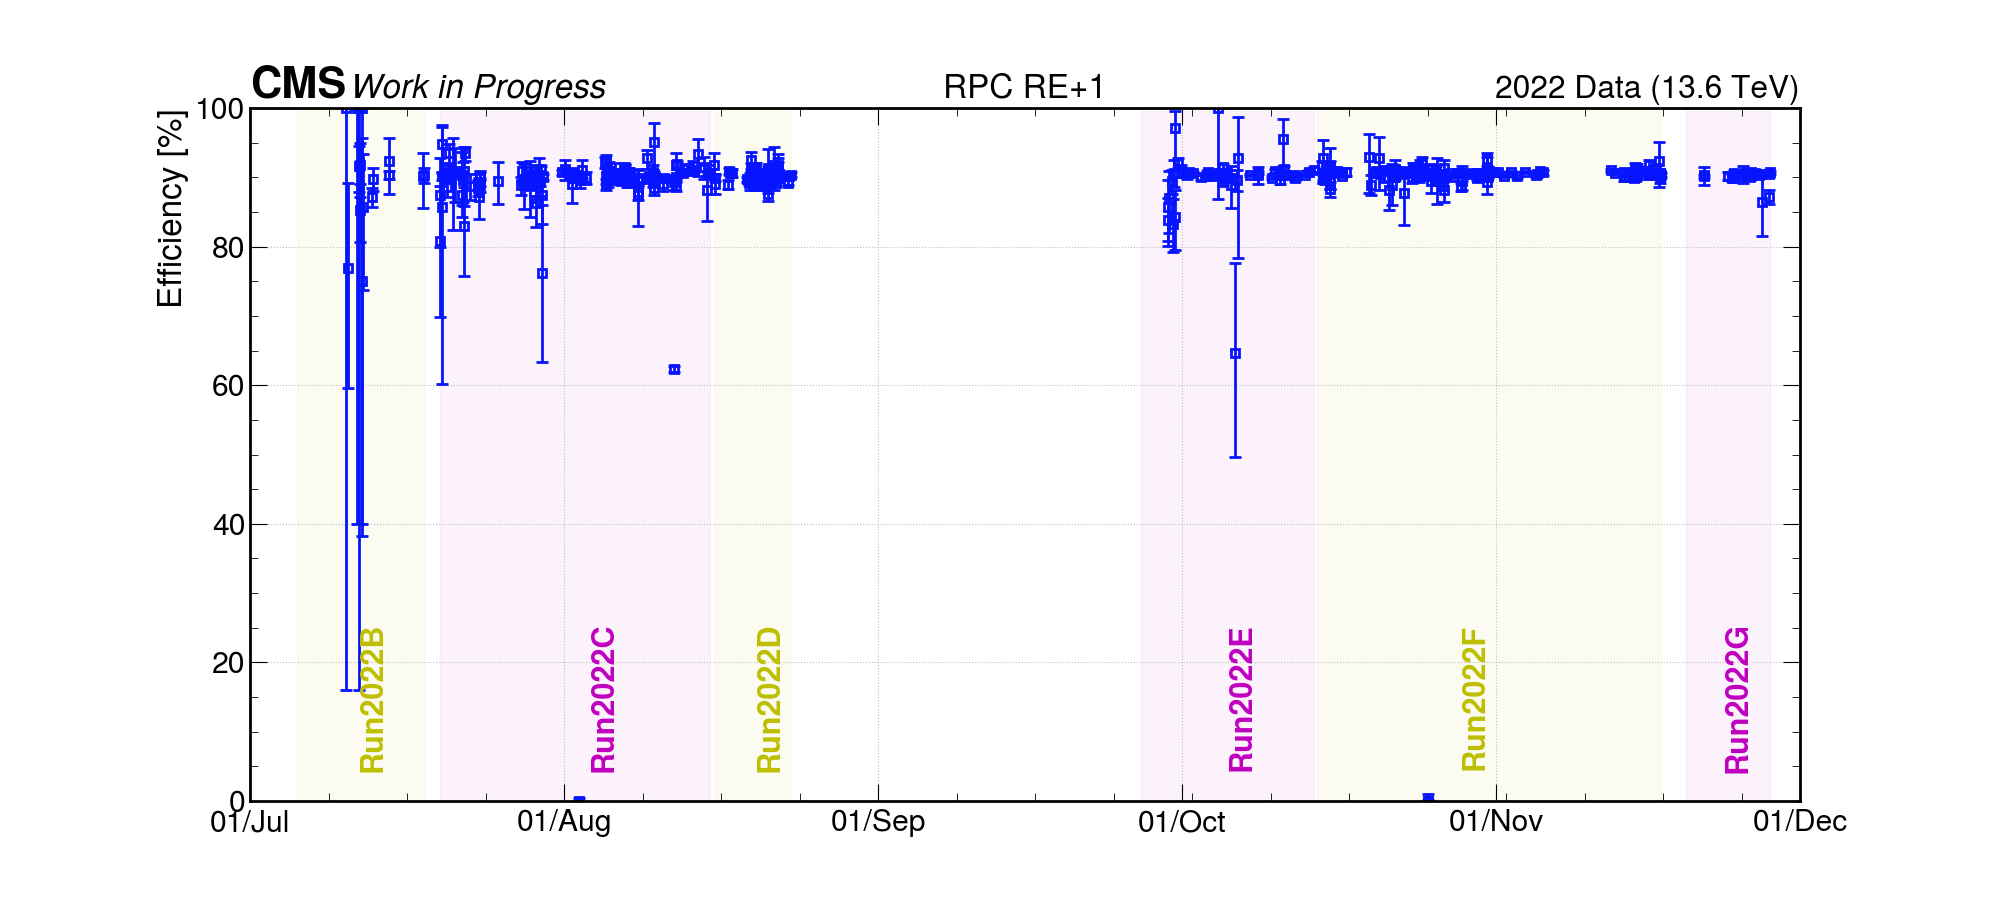 CMS Work in Progress RPC RE+1 2022 Data (13.6 TeV)
Efficiency [%]
100
80
60
40
20
0
Run2022B
Run2022C
Run2022D
Run2022E
Run2022F
Run2022G
01/Jul 01/Aug 01/Sep 01/Oct 01/Nov 01/Dec